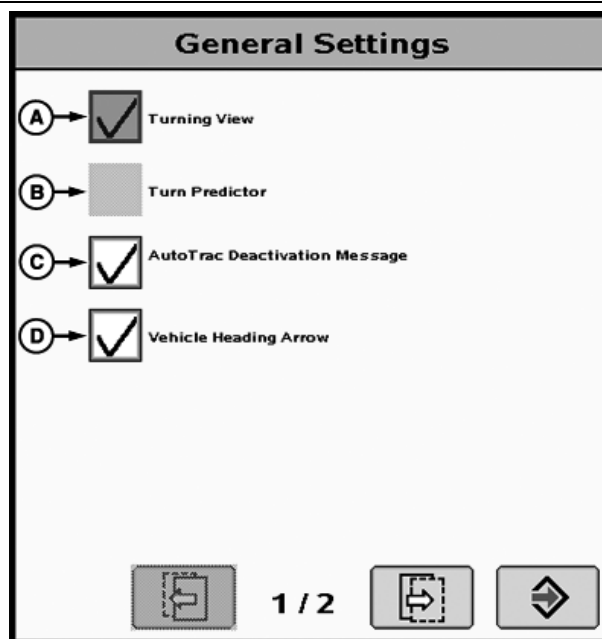 General Settings
A Turning View
B Turn Predictor
C AutoTrac Deactivation Message
D Vehicle Heading Arrow
1 / 2